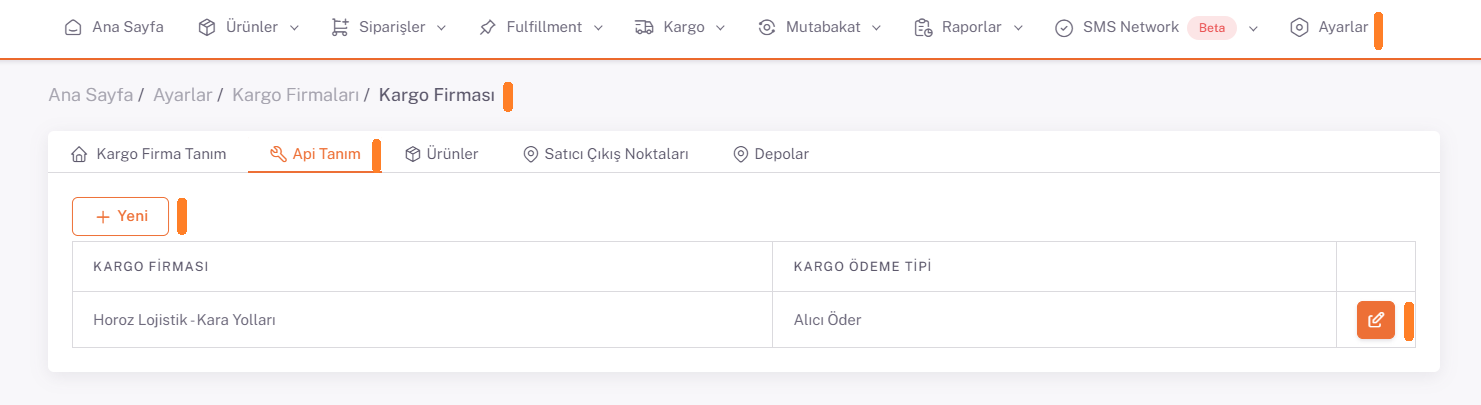 Ana Sayfa Ürünler Siparişler Fulfillment Kargo Mutabakat Raporlar SMS Network Beta Ayarlar
Ana Sayfa / Ayarlar / Kargo Firmaları / Kargo Firması
Kargo Firma Tanım Api Tanım Ürünler Satıcı Çıkış Noktaları Depolar
+ Yeni
KARGO FİRMASI KARGO ÖDEME TİPİ
Horoz Lojistik - Kara Yolları Alıcı Öder